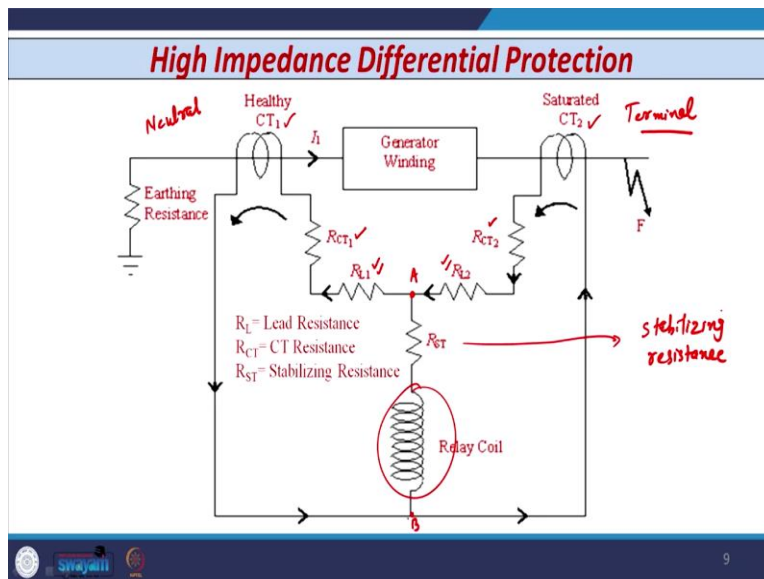 High Impedance Differential Protection
Neutral
Healthy
CT1 ✓
I1
Generator
Winding
Saturated
CT2 ✓
Terminal
Earthing
Resistance
F
RCT1 ✓
RCT2 ✓
RL1
A
RL2
RL= Lead Resistance
RCT= CT Resistance
RST= Stabilizing Resistance
RST
stabilizing
resistance
Relay Coil
B
swayam
9